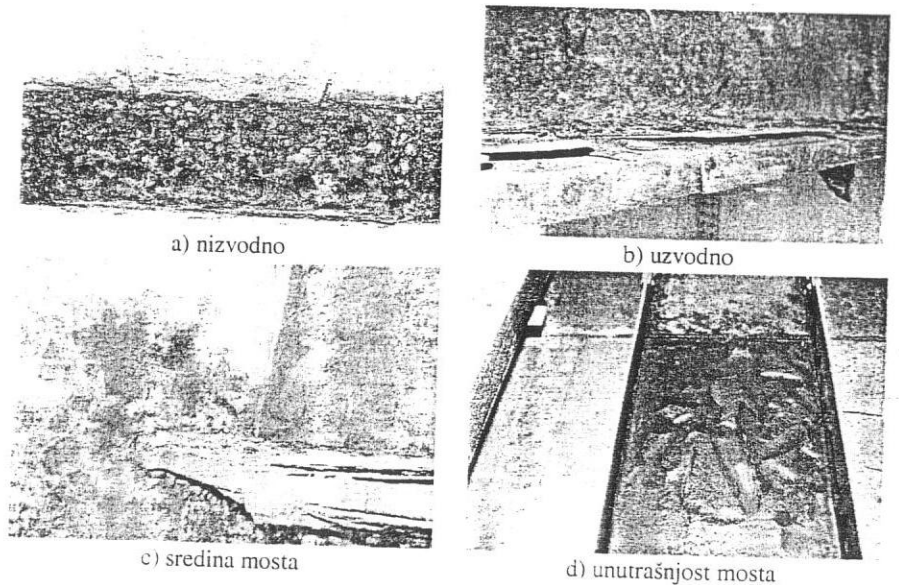 a) nizvodno
b) uzvodno
c) sredina mosta
d) unutrašnjost mosta